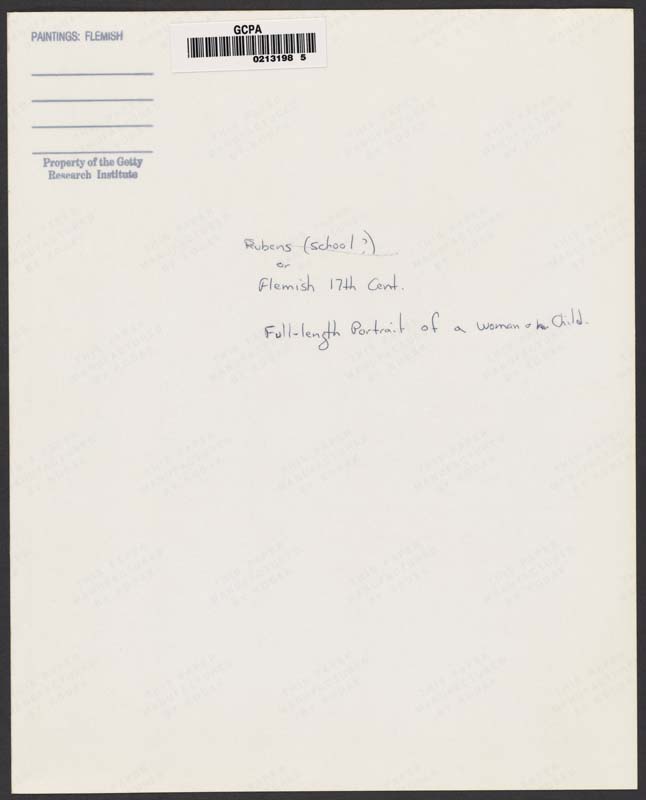 PAINTINGS: FLEMISH
GCPA
0213198 5
Property of the Getty
Research Institute
Rubens (school?)
or
Flemish 17th Cent.
Full-length Portrait of a Woman & her Child.
THIS PAPER
MANUFACTURED
BY KODAK